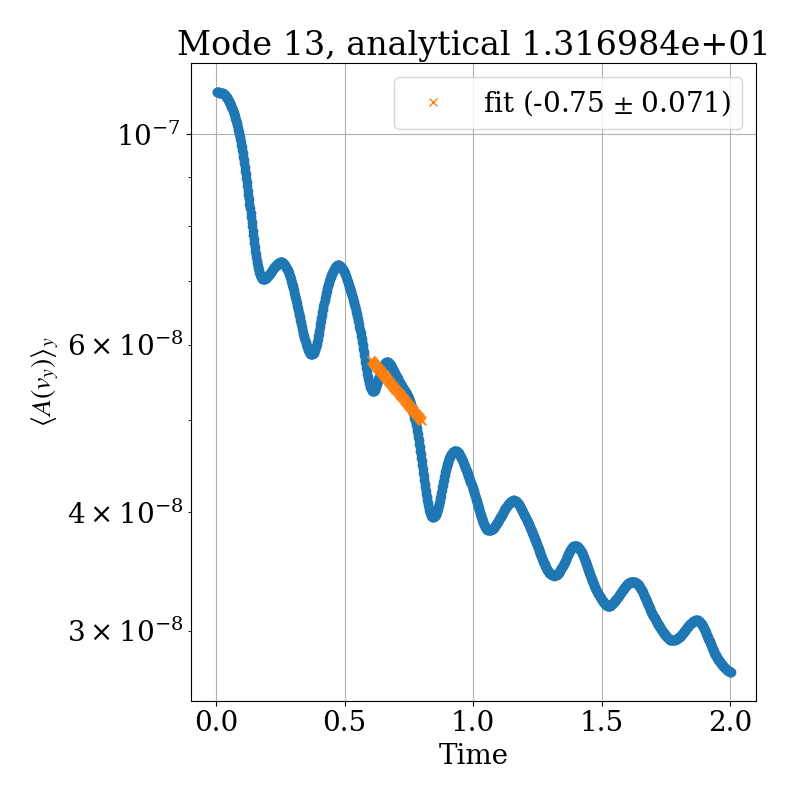 Mode 13, analytical 1.316984e+01
fit (-0.75 ± 0.071)
10⁻⁷
6 × 10⁻⁸
4 × 10⁻⁸
3 × 10⁻⁸
⟨A(v_y)⟩_y
0.0 0.5 1.0 1.5 2.0
Time